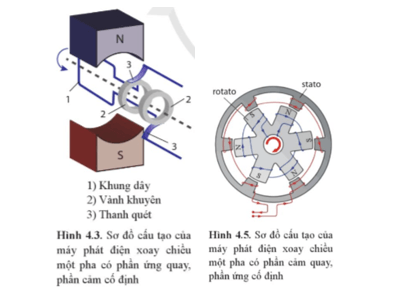 N
3
1
2
2
S
3
1) Khung dây
2) Vành khuyên
3) Thanh quét
Hình 4.3. Sơ đồ cấu tạo của
máy phát điện xoay chiều
một pha có phần ứng quay,
phần cảm cố định
rotato
stato
S
N
N
S
S
N
Hình 4.5. Sơ đồ cấu tạo của
máy phát điện xoay chiều
một pha có phần cảm quay,
phần ứng cố định